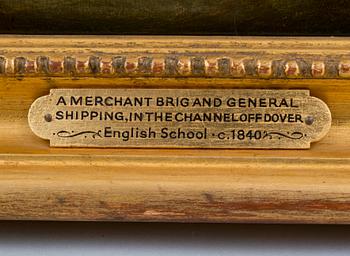 A MERCHANT BRIG AND GENERAL
SHIPPING, IN THE CHANNEL OFF DOVER
English School · c.1840